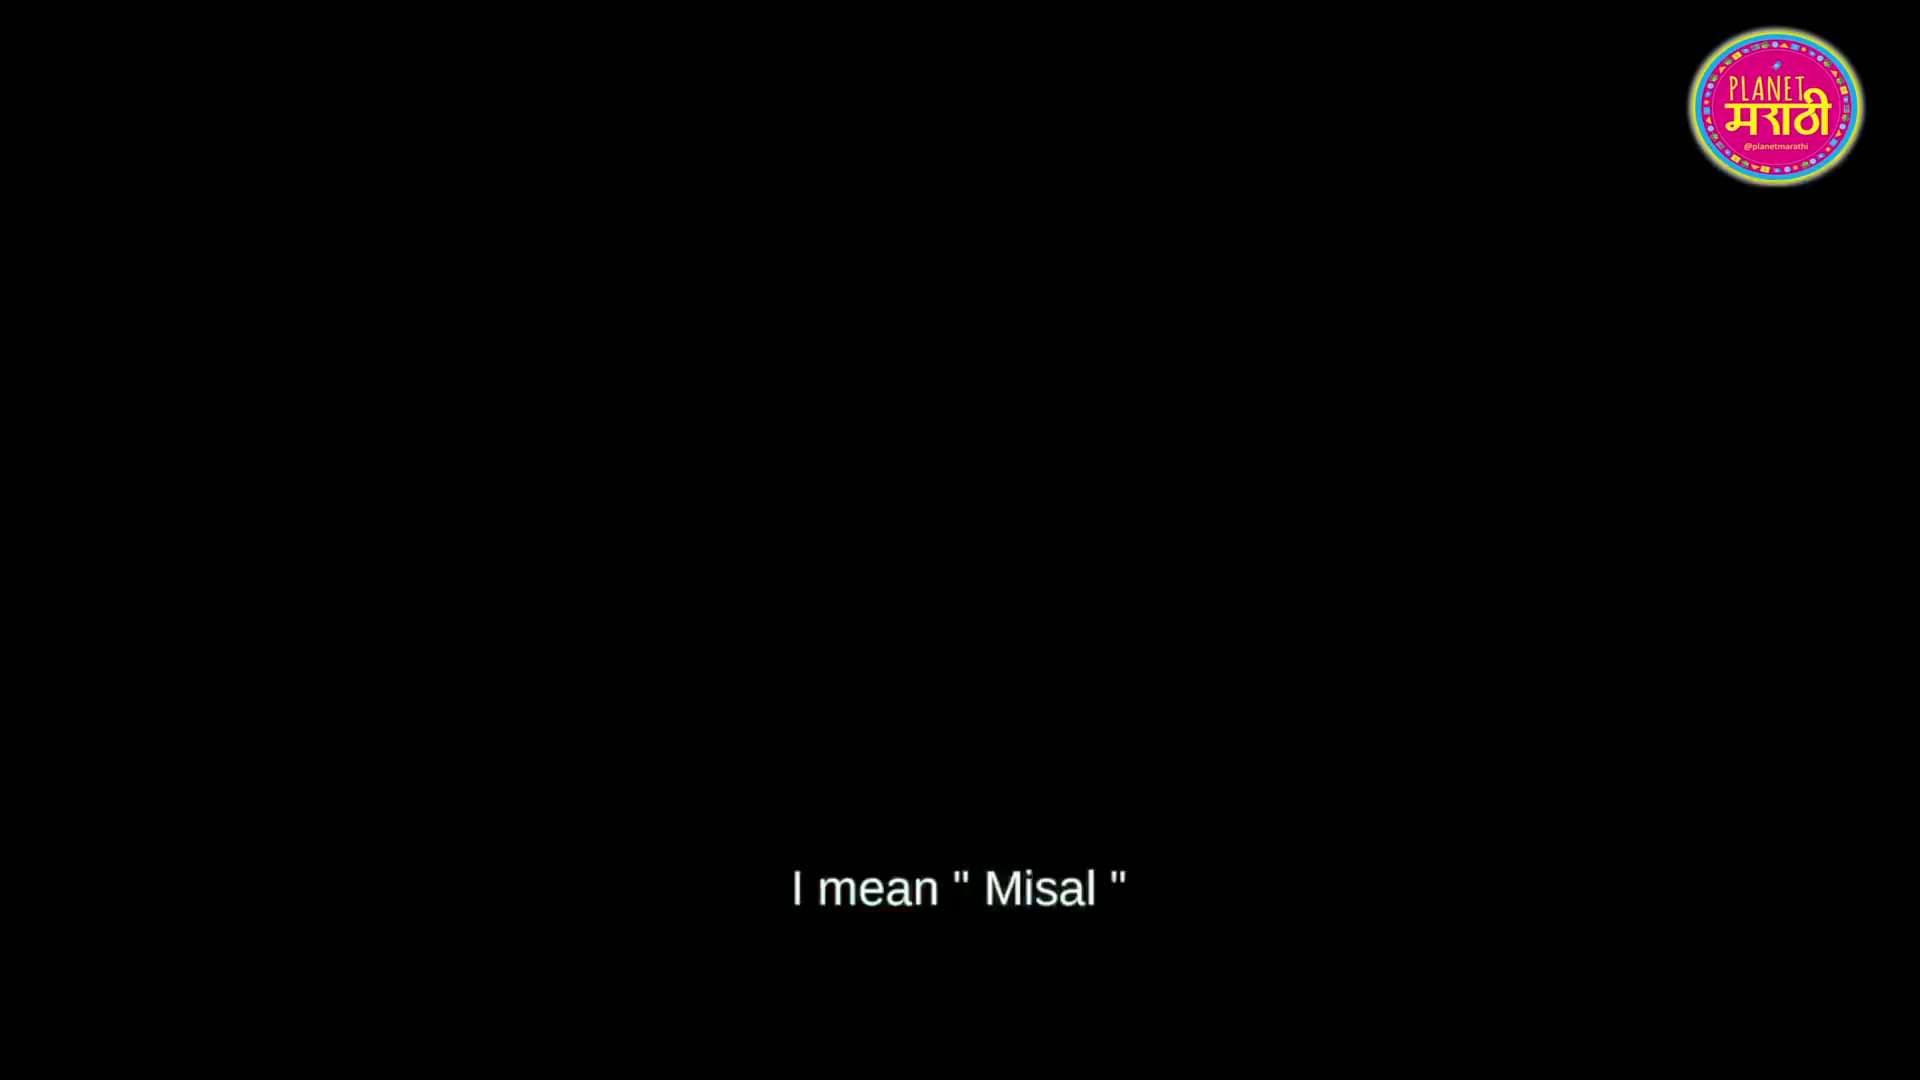 PLANET
मराठी
@planetmarathi
I mean " Misal "